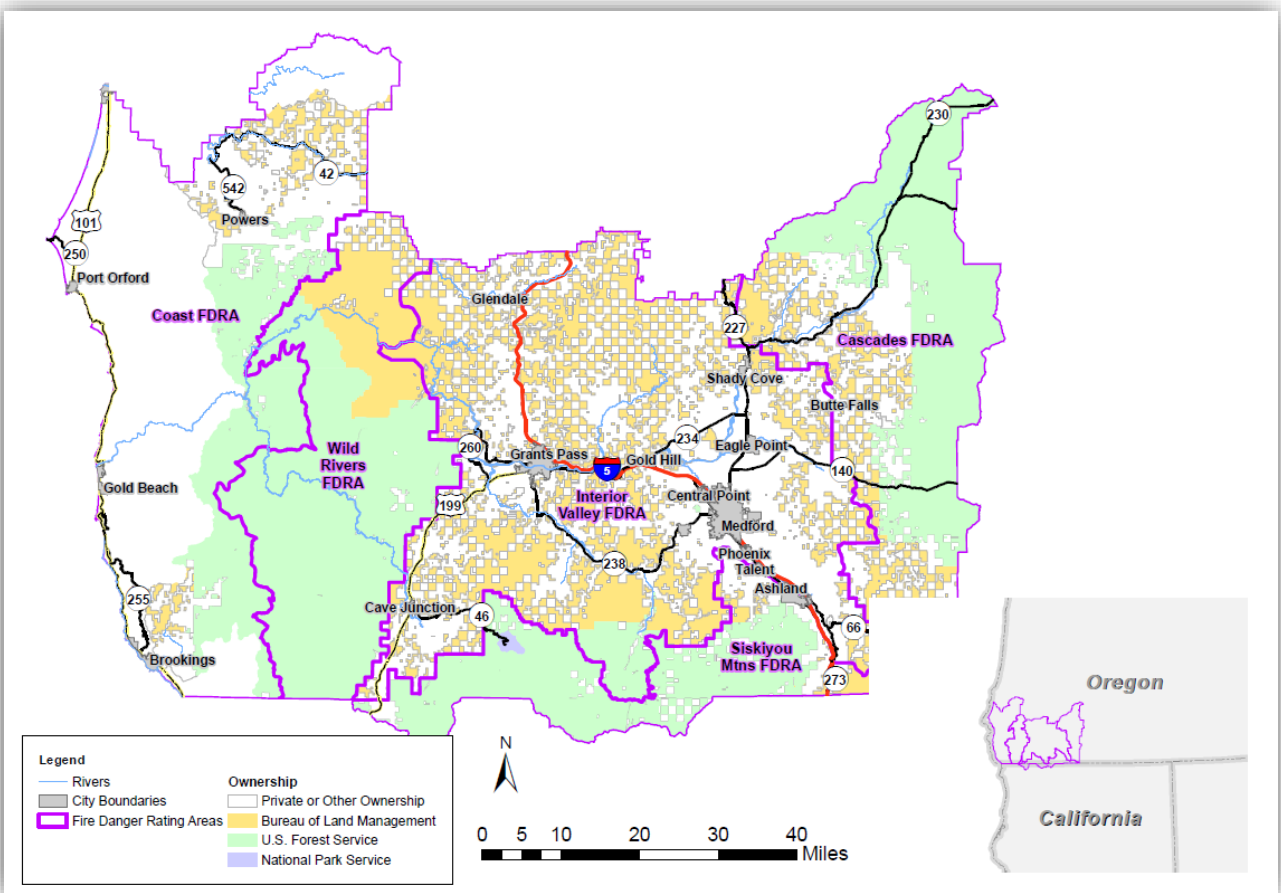 230
42
542
Powers
101
250
Port Orford
Glendale
Coast FDRA
227
Cascades FDRA
Shady Cove
Butte Falls
234
Eagle Point
260
Grants Pass
Gold Hill
5
140
Wild
Rivers
FDRA
Gold Beach
199
Interior
Valley FDRA
Central Point
Medford
Phoenix
Talent
238
Ashland
255
Cave Junction
46
66
Brookings
Siskiyou
Mtns FDRA
273
Oregon
California
Legend
Rivers
City Boundaries
Fire Danger Rating Areas
Ownership
Private or Other Ownership
Bureau of Land Management
U.S. Forest Service
National Park Service
N
0 5 10 20 30 40
Miles